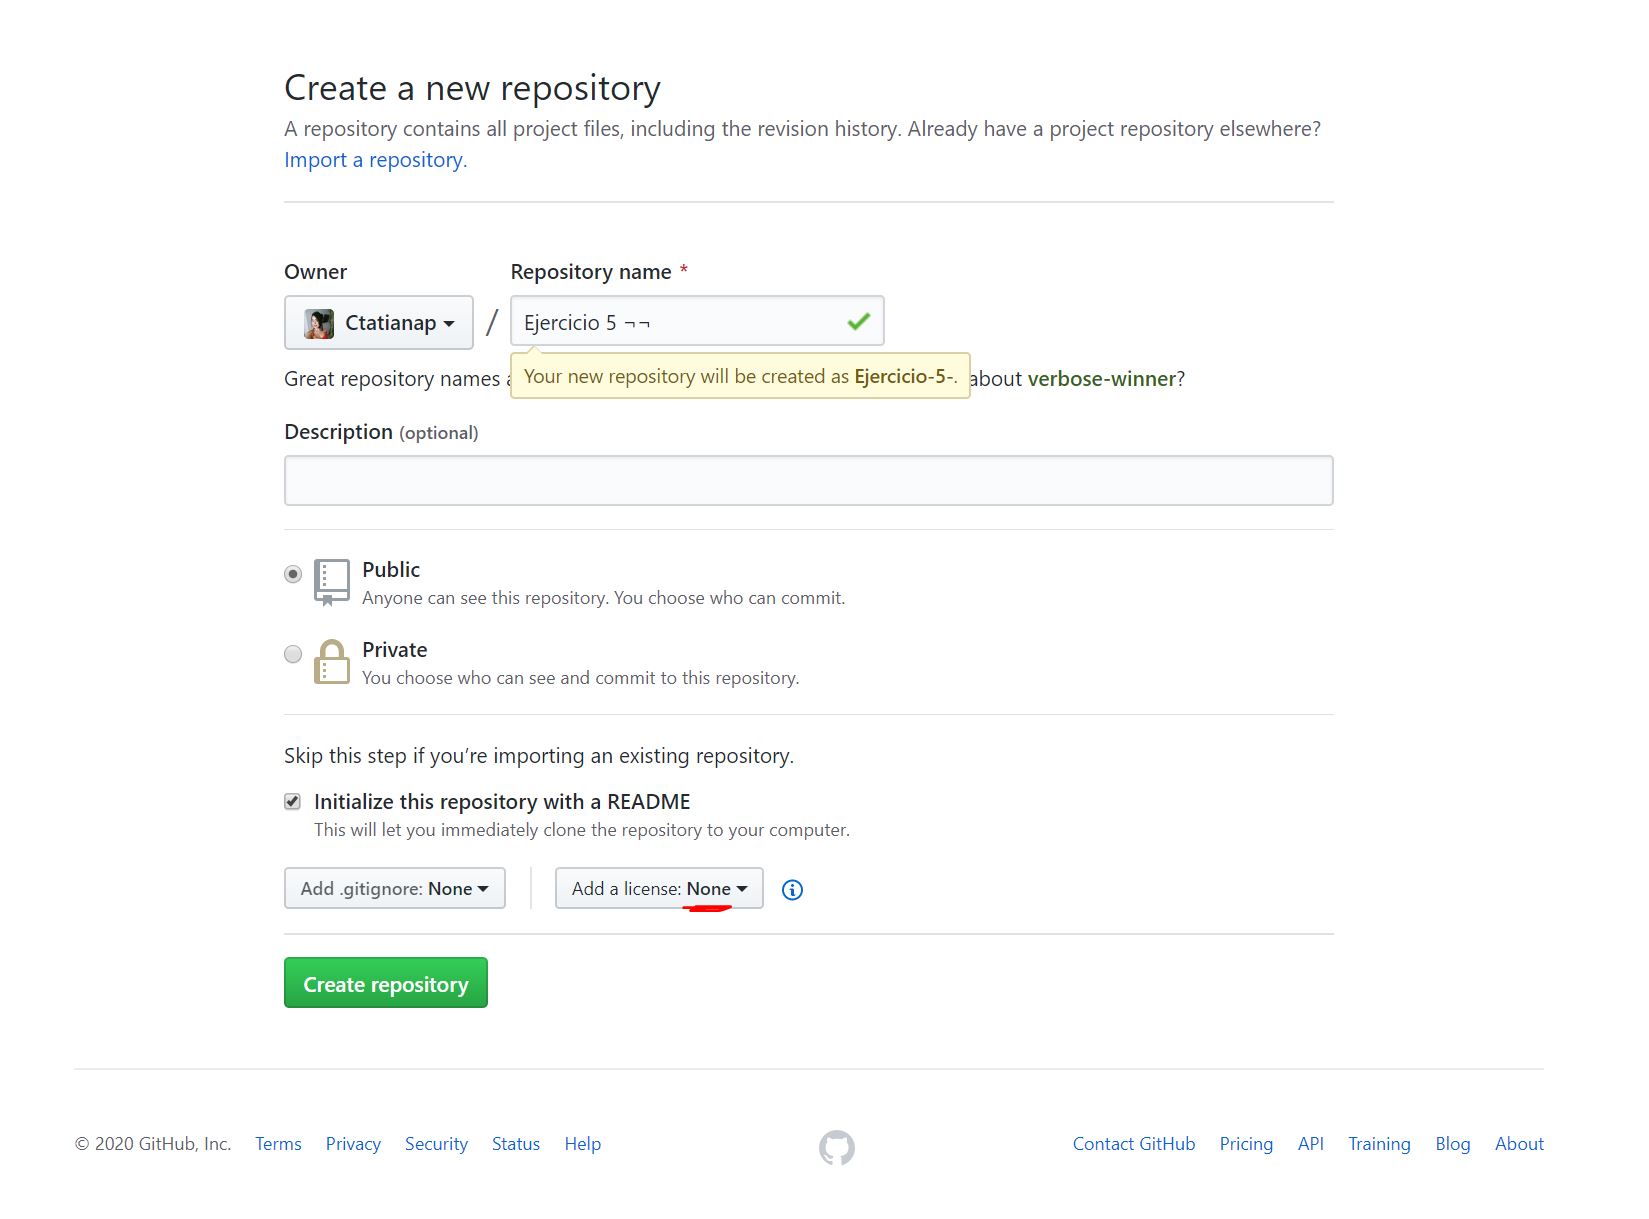 Create a new repository
A repository contains all project files, including the revision history. Already have a project repository elsewhere?
Import a repository.
Owner
Repository name *
Ctatianap
/
Ejercicio 5 ¬¬
Great repository names
Your new repository will be created as Ejercicio-5-.
about verbose-winner?
Description (optional)
Public
Anyone can see this repository. You choose who can commit.
Private
You choose who can see and commit to this repository.
Skip this step if you’re importing an existing repository.
Initialize this repository with a README
This will let you immediately clone the repository to your computer.
Add .gitignore: None
Add a license: None
Create repository
© 2020 GitHub, Inc. Terms Privacy Security Status Help
Contact GitHub Pricing API Training Blog About